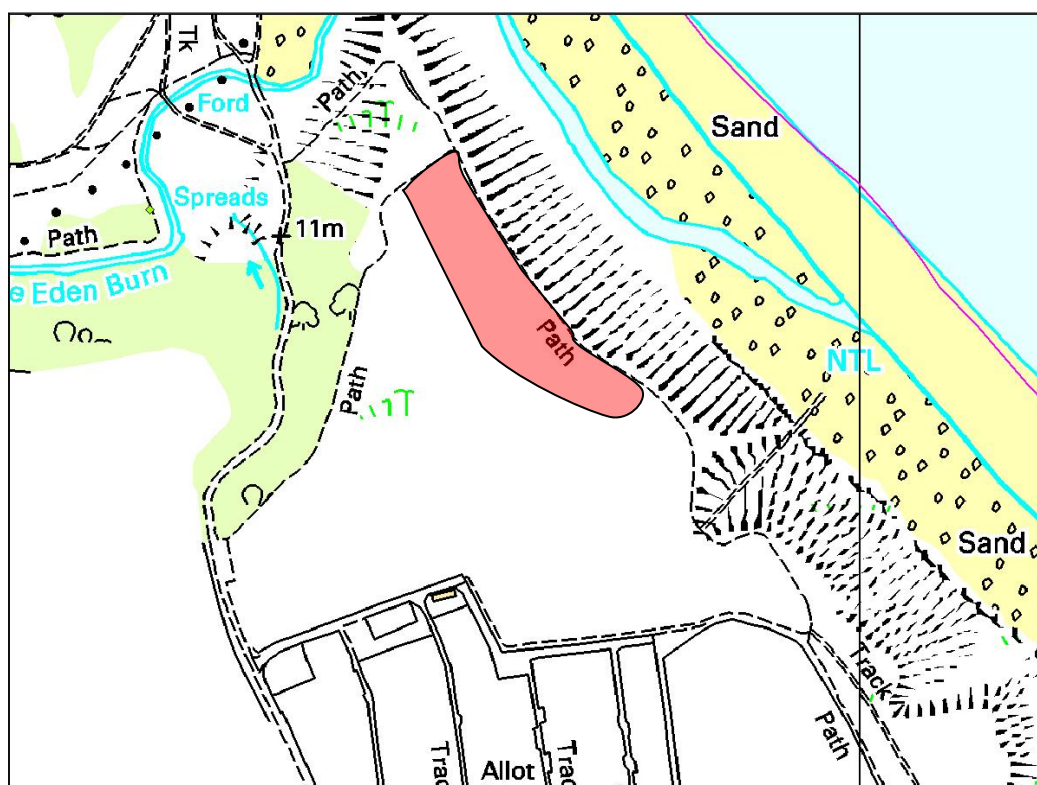 Tk
Path
Ford
Sand
Spreads
Path
11m
e Eden Burn
Path
Path
NTL
Sand
Track
Path
Allot
Trac
Trac